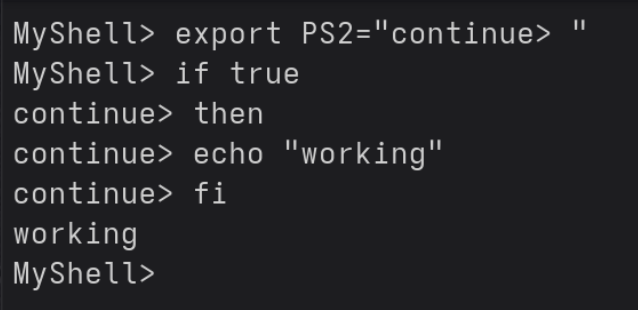 MyShell> export PS2="continue> "
MyShell> if true
continue> then
continue> echo "working"
continue> fi
working
MyShell>